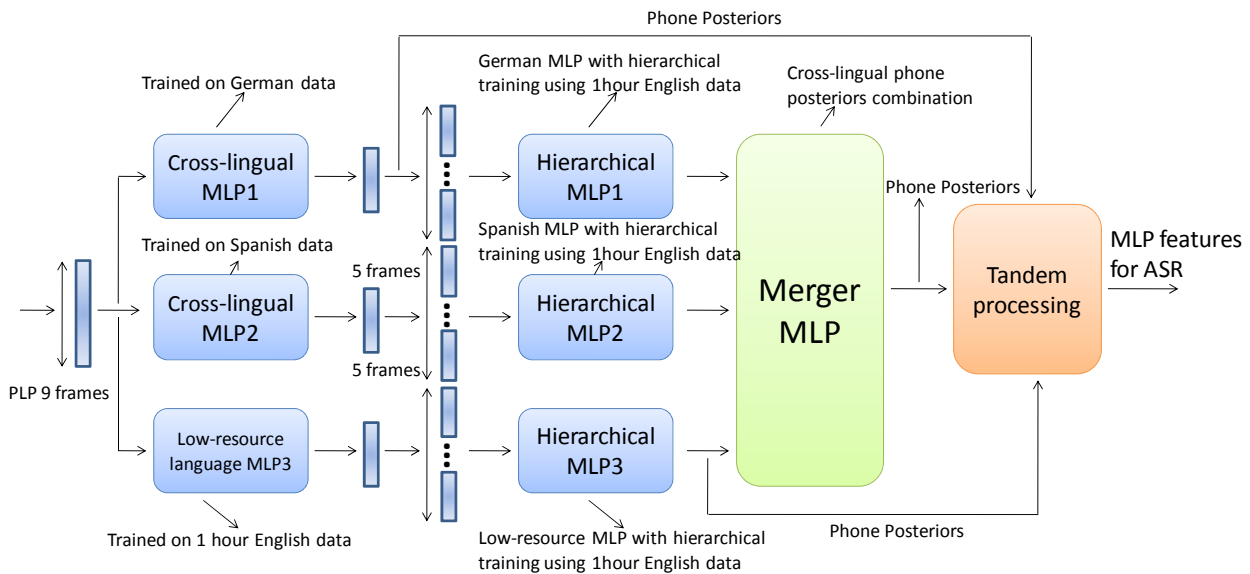 Phone Posteriors
Trained on German data
German MLP with hierarchical
training using 1hour English data
Cross-lingual phone
posteriors combination
Cross-lingual
MLP1
Hierarchical
MLP1
Phone Posteriors
Trained on Spanish data
Spanish MLP with hierarchical
training using 1hour English data
5 frames
MLP features
for ASR
Cross-lingual
MLP2
Hierarchical
MLP2
Merger
MLP
Tandem
processing
5 frames
PLP 9 frames
Low-resource
language MLP3
Hierarchical
MLP3
Phone Posteriors
Trained on 1 hour English data
Low-resource MLP with hierarchical
training using 1hour English data